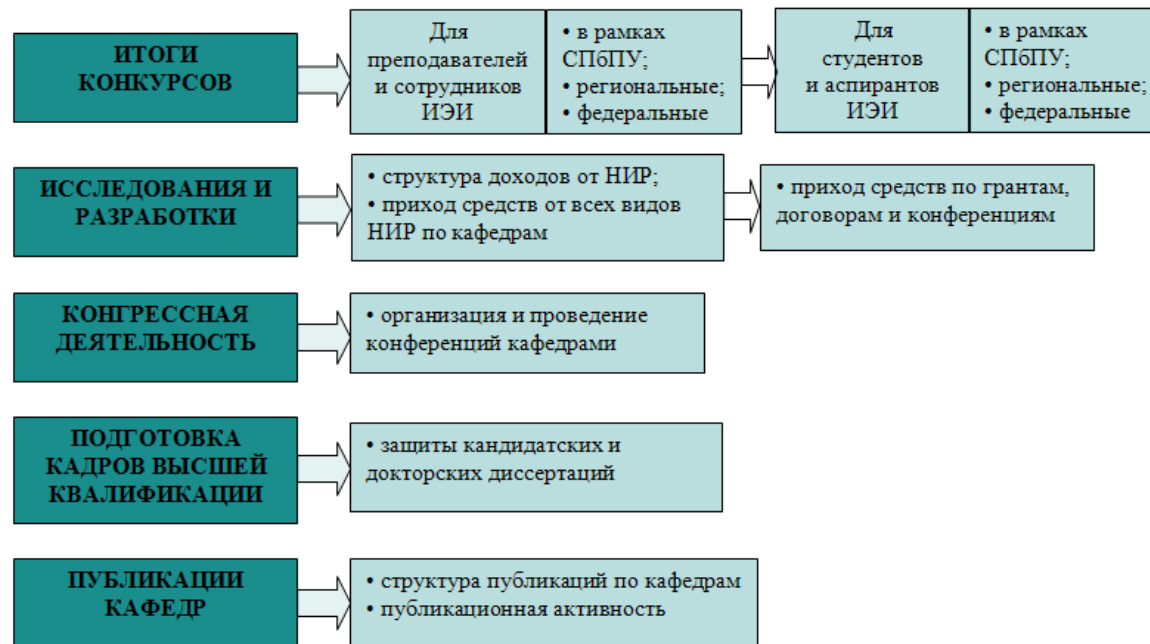 ИТОГИ
КОНКУРСОВ
Для
преподавателей
и сотрудников
ИЭИ
• в рамках
СПбПУ;
• региональные;
• федеральные
Для
студентов
и аспирантов
ИЭИ
• в рамках
СПбПУ;
• региональные;
• федеральные
ИССЛЕДОВАНИЯ И
РАЗРАБОТКИ
• структура доходов от НИР;
• приход средств от всех видов
НИР по кафедрам
• приход средств по грантам,
договорам и конференциям
КОНГРЕССНАЯ
ДЕЯТЕЛЬНОСТЬ
• организация и проведение
конференций кафедрами
ПОДГОТОВКА
КАДРОВ ВЫСШЕЙ
КВАЛИФИКАЦИИ
• защиты кандидатских и
докторских диссертаций
ПУБЛИКАЦИИ
КАФЕДР
• структура публикаций по кафедрам
• публикационная активность